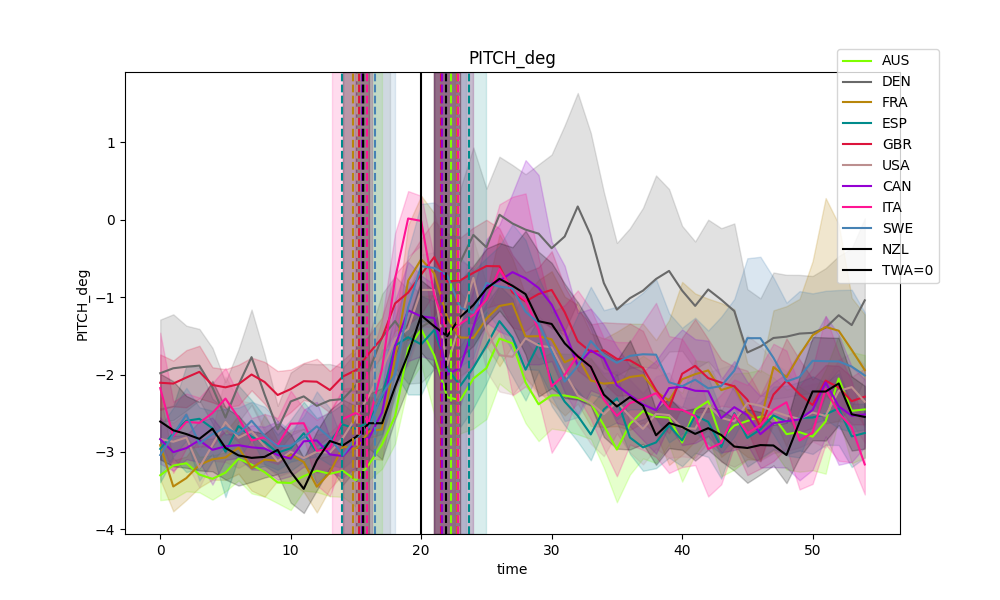 PITCH_deg
AUS
DEN
FRA
ESP
GBR
USA
CAN
ITA
SWE
NZL
TWA=0
1
0
−1
−2
−3
−4
PITCH_deg
0 10 20 30 40 50
time